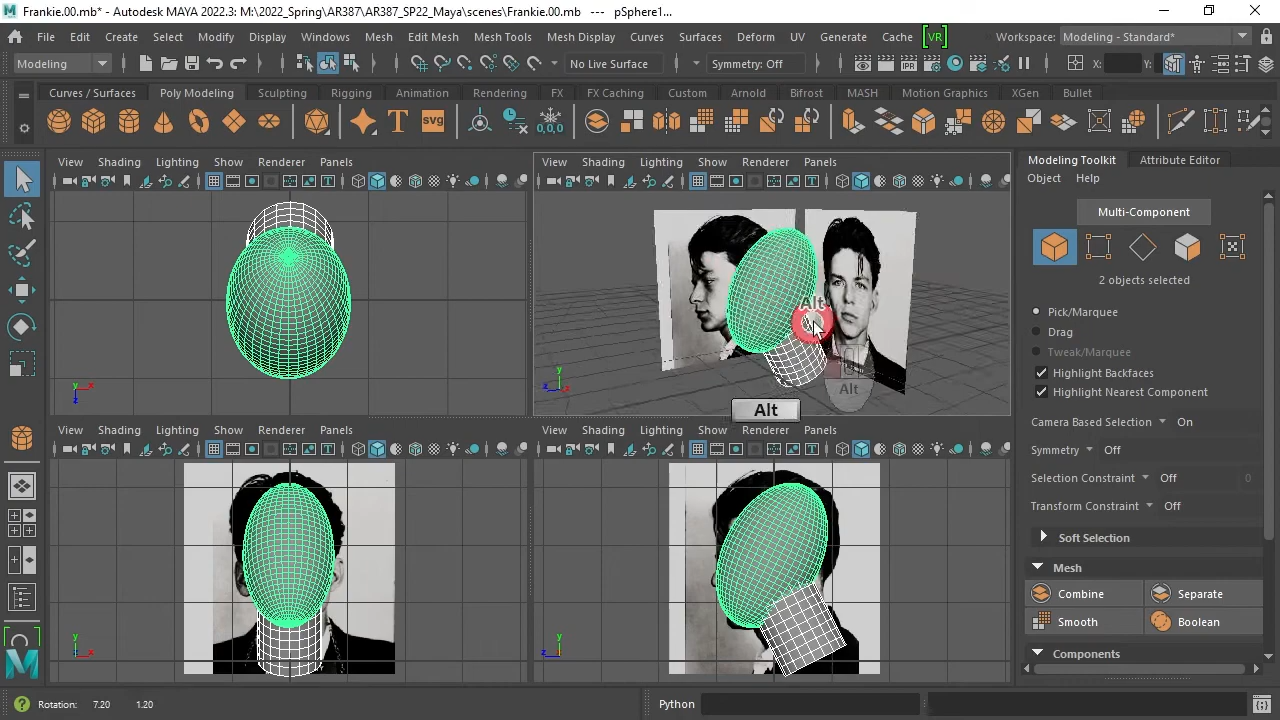 Frankie.00.mb* - Autodesk MAYA 2022.3: M:\2022_Spring\AR387\AR387_SP22_Maya\scenes\Frankie.00.mb --- pSphere1...
File Edit Create Select Modify Display Windows Mesh Edit Mesh Mesh Tools Mesh Display Curves Surfaces Deform UV Generate Cache [VR] Workspace: Modeling - Standard*
Modeling No Live Surface Symmetry: Off X: Y:
Curves / Surfaces Poly Modeling Sculpting Rigging Animation Rendering FX FX Caching Custom Arnold Bifrost MASH Motion Graphics XGen Bullet
T svg 0,0,0
View Shading Lighting Show Renderer Panels
View Shading Lighting Show Renderer Panels
Modeling Toolkit Attribute Editor
Object Help
Multi-Component
2 objects selected
Pick/Marquee
Drag
Tweak/Marquee
Highlight Backfaces
Highlight Nearest Component
Camera Based Selection On
Symmetry Off
Selection Constraint Off 0
Transform Constraint Off
Soft Selection
Mesh
Combine Separate
Smooth Boolean
Components
Alt
Alt
Alt
View Shading Lighting Show Renderer Panels
View Shading Lighting Show Renderer Panels
Rotation: 7.20 1.20
Python